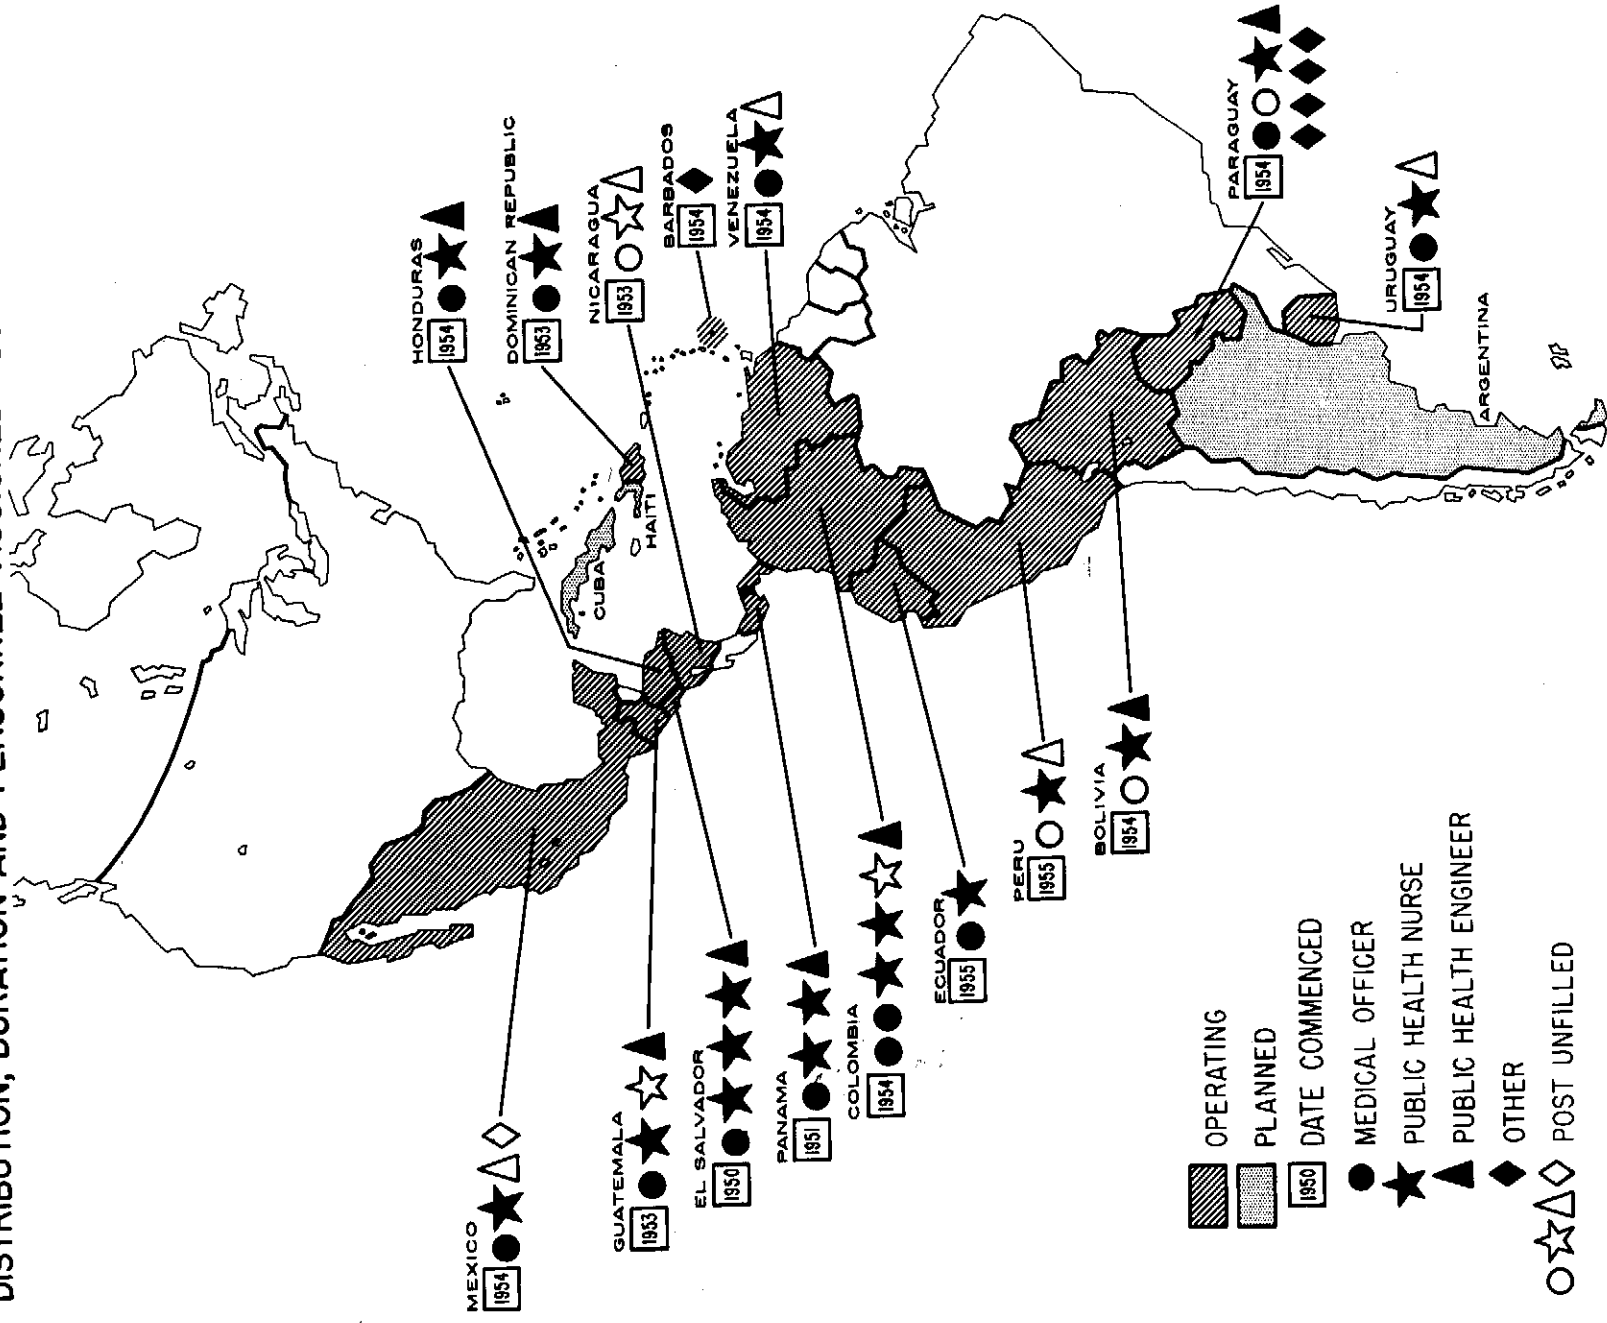 DISTRIBUTION, DURATION AND PERSONNEL
MEXICO
1954
GUATEMALA
1953
EL SALVADOR
1950
PANAMA
1951
COLOMBIA
1954
ECUADOR
1955
PERU
1955
BOLIVIA
1954
HONDURAS
1954
DOMINICAN REPUBLIC
1953
NICARAGUA
1953
BARBADOS
1954
VENEZUELA
1954
PARAGUAY
1954
URUGUAY
1954
CUBA
HAITI
ARGENTINA
OPERATING
PLANNED
1950 DATE COMMENCED
MEDICAL OFFICER
PUBLIC HEALTH NURSE
PUBLIC HEALTH ENGINEER
OTHER
POST UNFILLED